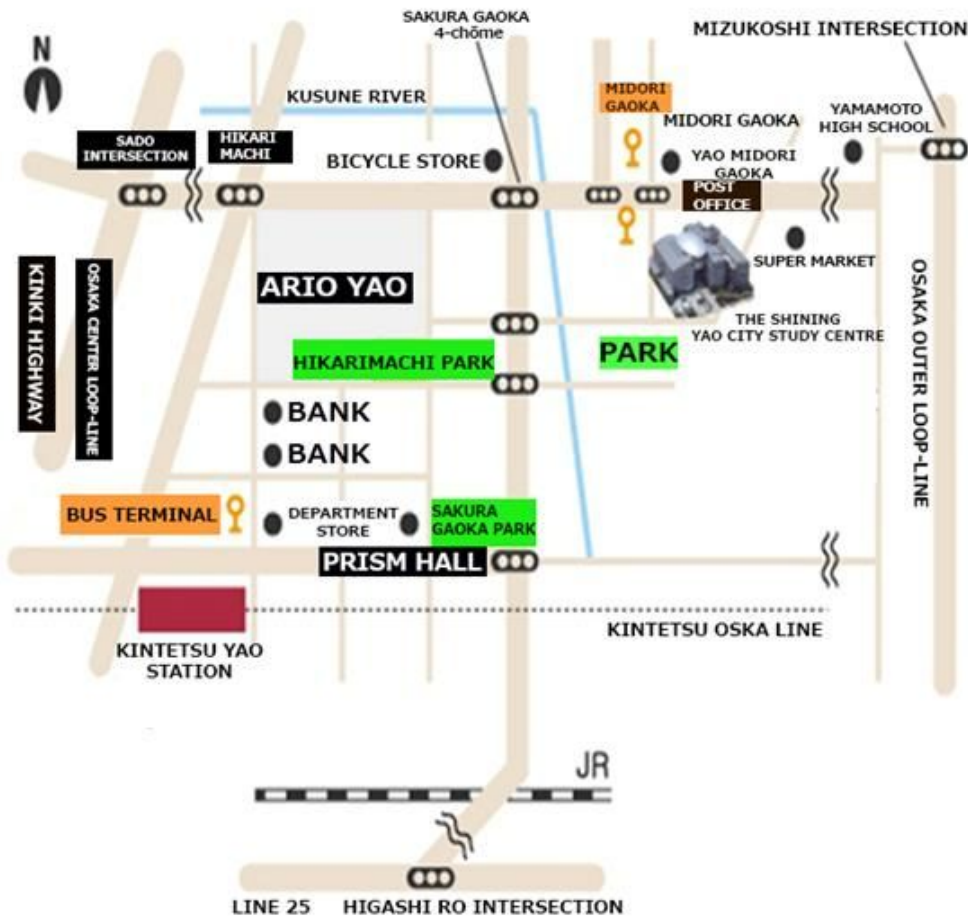 SAKURA GAOKA
4-chōme
MIZUKOSHI INTERSECTION
N
KUSUNE RIVER
MIDORI
GAOKA
MIDORI GAOKA
YAMAMOTO
HIGH SCHOOL
SADO
INTERSECTION
HIKARI
MACHI
BICYCLE STORE
YAO MIDORI
GAOKA
POST
OFFICE
KINKI HIGHWAY
OSAKA CENTER LOOP-LINE
ARIO YAO
SUPER MARKET
OSAKA OUTER LOOP-LINE
THE SHINING
YAO CITY STUDY CENTRE
HIKARIMACHI PARK
PARK
BANK
BANK
BUS TERMINAL
DEPARTMENT
STORE
SAKURA
GAOKA PARK
PRISM HALL
KINTETSU OSKA LINE
KINTETSU YAO
STATION
JR
LINE 25
HIGASHI RO INTERSECTION